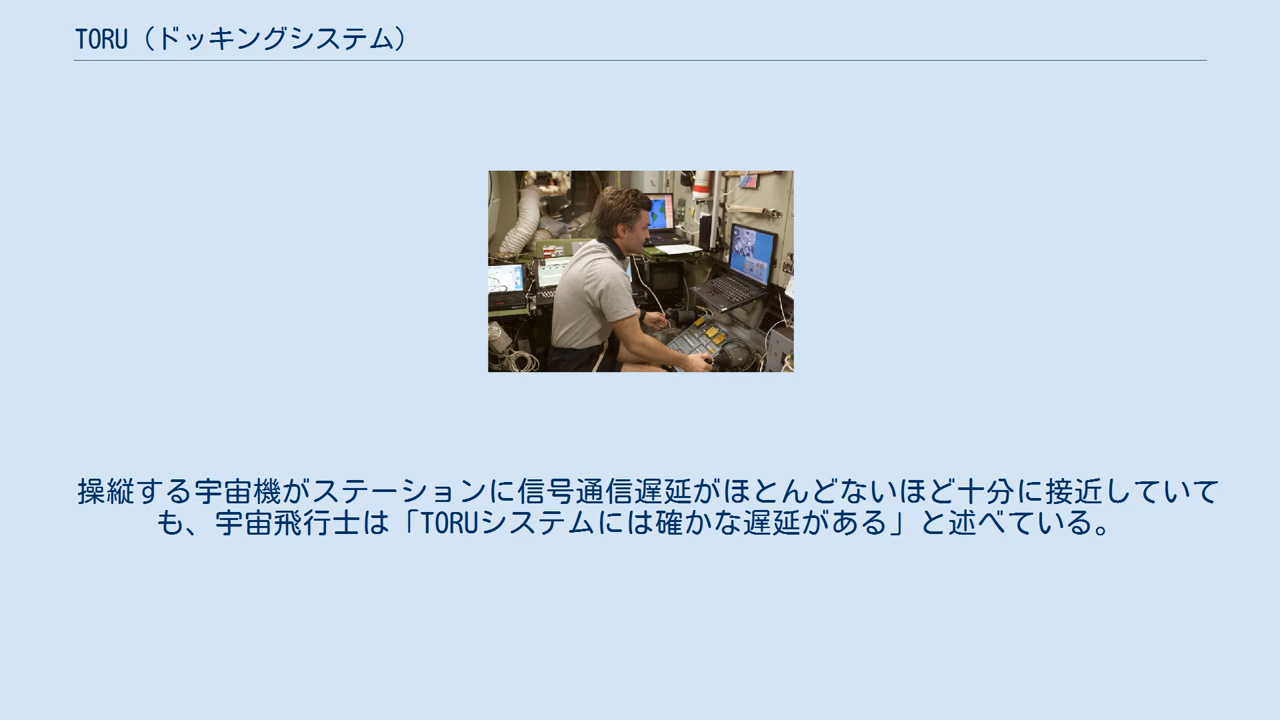 TORU（ドッキングシステム）
操縦する宇宙機がステーションに信号通信遅延がほとんどないほど十分に接近していて
も、宇宙飛行士は「TORUシステムには確かな遅延がある」と述べている。